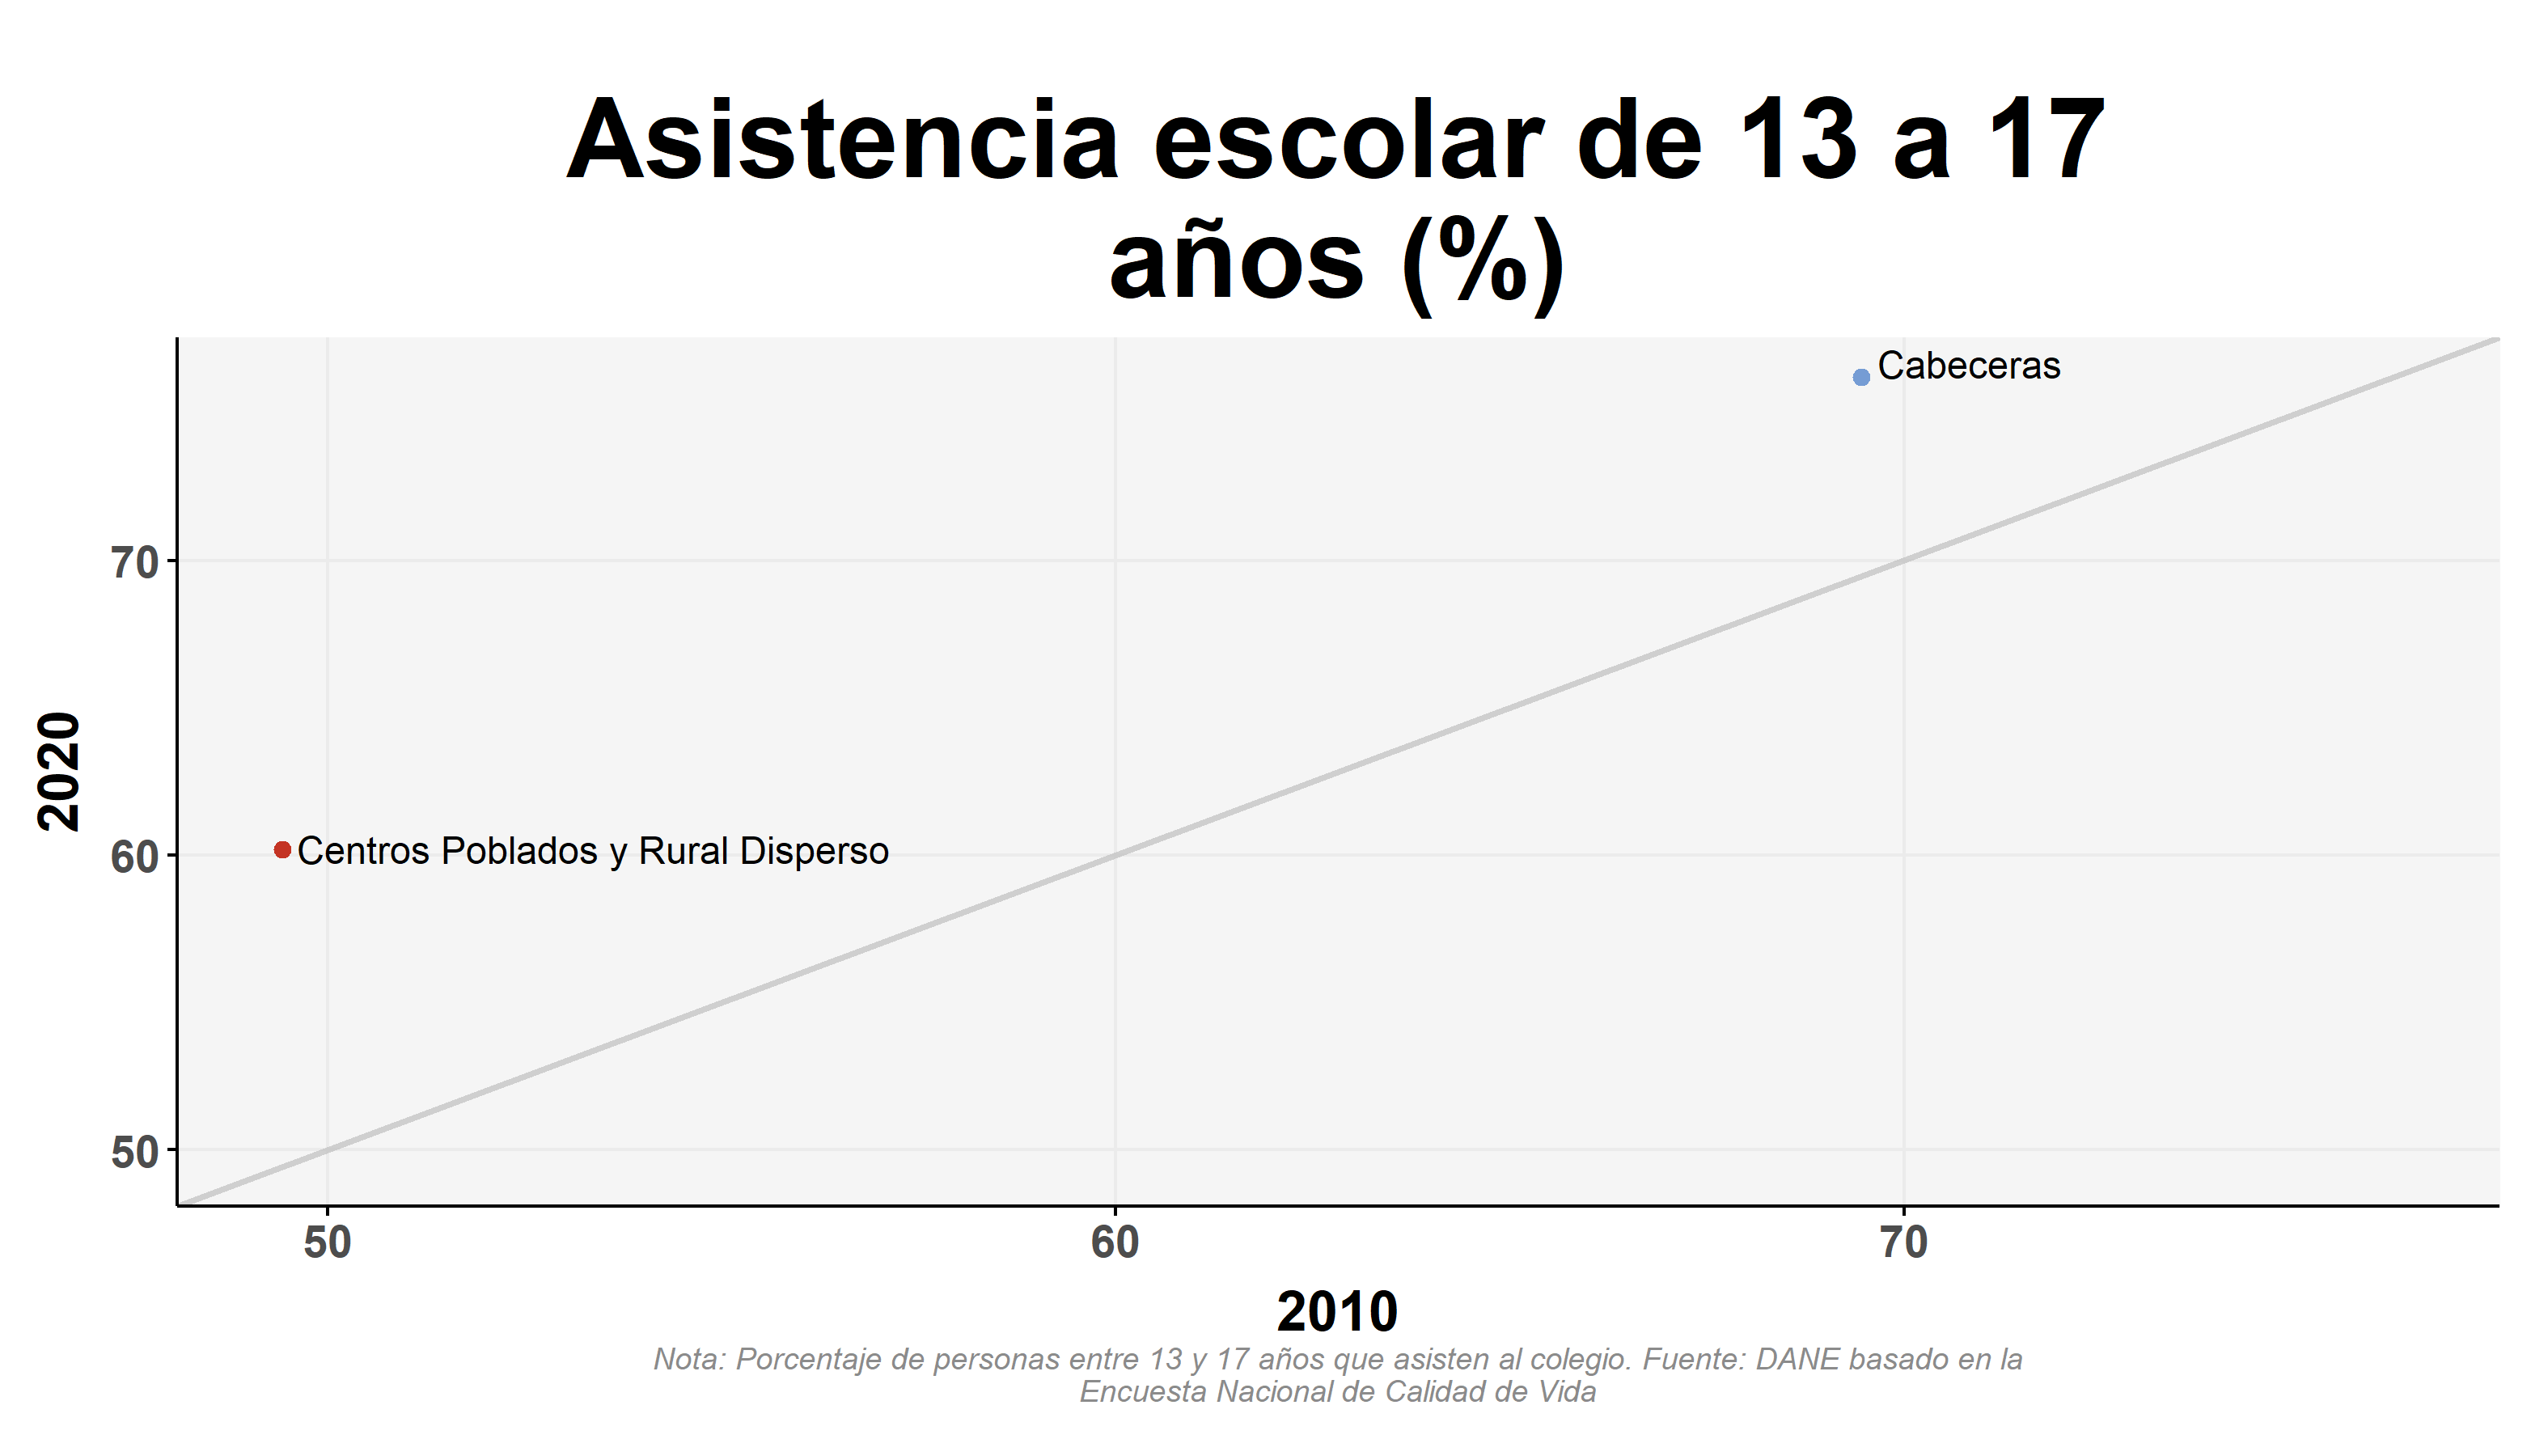 Asistencia escolar de 13 a 17
años (%)
Cabeceras
70
2020
Centros Poblados y Rural Disperso
60
50
50 60 70
2010
Nota: Porcentaje de personas entre 13 y 17 años que asisten al colegio. Fuente: DANE basado en la
Encuesta Nacional de Calidad de Vida